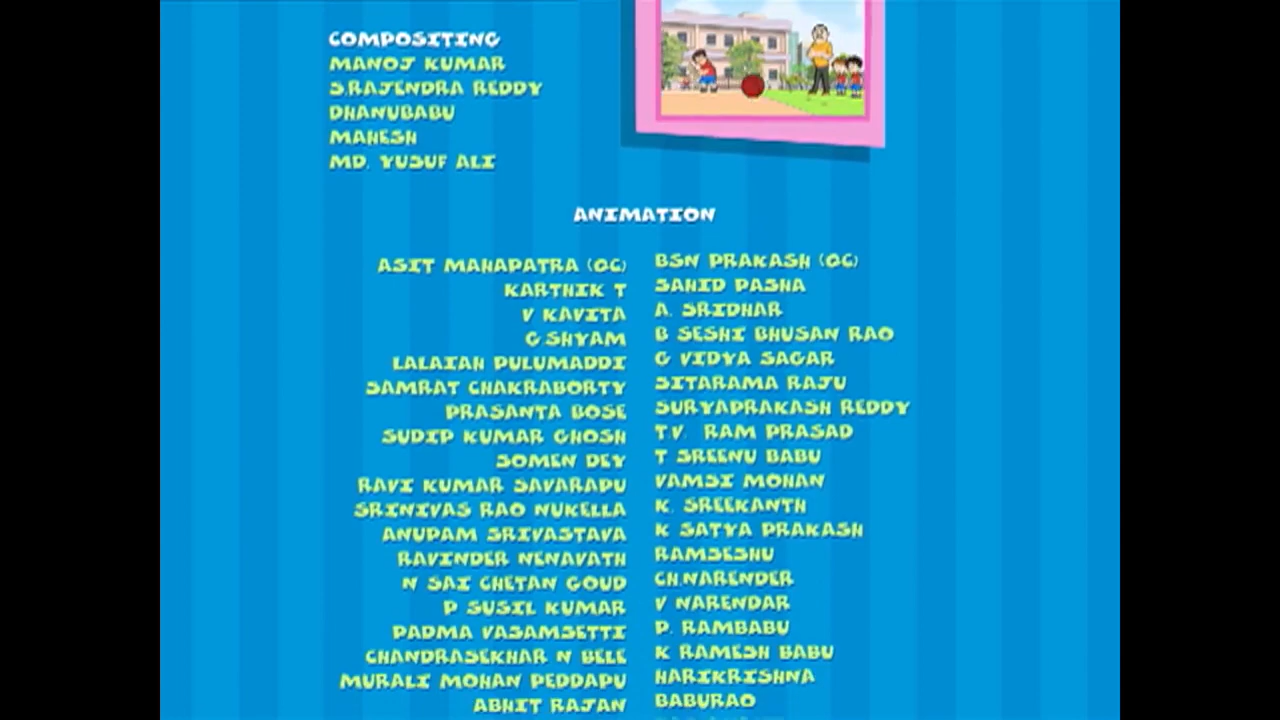 COMPOSITING
MANOJ KUMAR
S.RAJENDRA REDDY
DHANUBABU
MAHESH
MD. YUSUF ALI
ANIMATION
ASIT MAHAPATRA (QC)
KARTHIK T
V KAVITA
G.SHYAM
LALAIAH PULUMADDI
SAMRAT CHAKRABORTY
PRASANTA BOSE
SUDIP KUMAR GHOSH
SOMEN DEY
RAVI KUMAR SAVARAPU
SRINIVAS RAO NUKELLA
ANUPAM SRIVASTAVA
RAVINDER NENAVATH
N SAI CHETAN GOUD
P SUSIL KUMAR
PADMA VASAMSETTI
CHANDRASEKHAR N BELE
MURALI MOHAN PEDDAPU
ABHIT RAJAN
BSN PRAKASH (QC)
SAHID PASHA
A. SRIDHAR
B SESHI BHUSAN RAO
G VIDYA SAGAR
SITARAMA RAJU
SURYAPRAKASH REDDY
T.V. RAM PRASAD
T SREENU BABU
VAMSI MOHAN
K. SREEKANTH
K SATYA PRAKASH
RAMSESHU
CH.NARENDER
V NARENDAR
P. RAMBABU
K RAMESH BABU
HARIKRISHNA
BABURAO